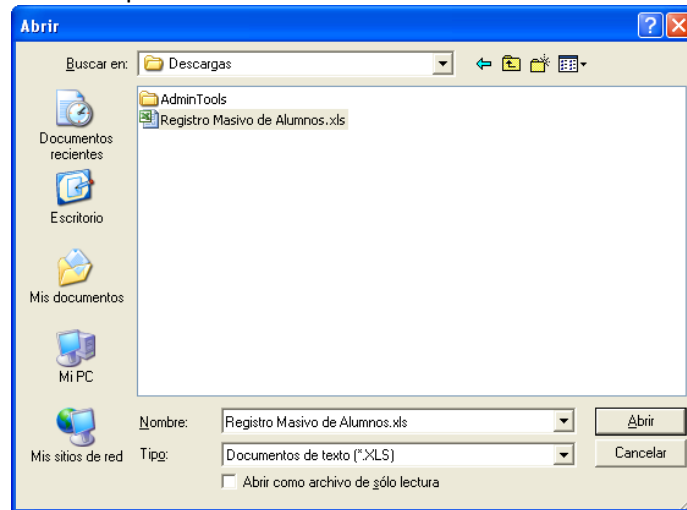 Abrir
Buscar en: Descargas
AdminTools
Registro Masivo de Alumnos.xls
Documentos
recientes
Escritorio
Mis documentos
Mi PC
Mis sitios de red
Nombre: Registro Masivo de Alumnos.xls Abrir
Tipo: Documentos de texto (*.XLS) Cancelar
Abrir como archivo de sólo lectura